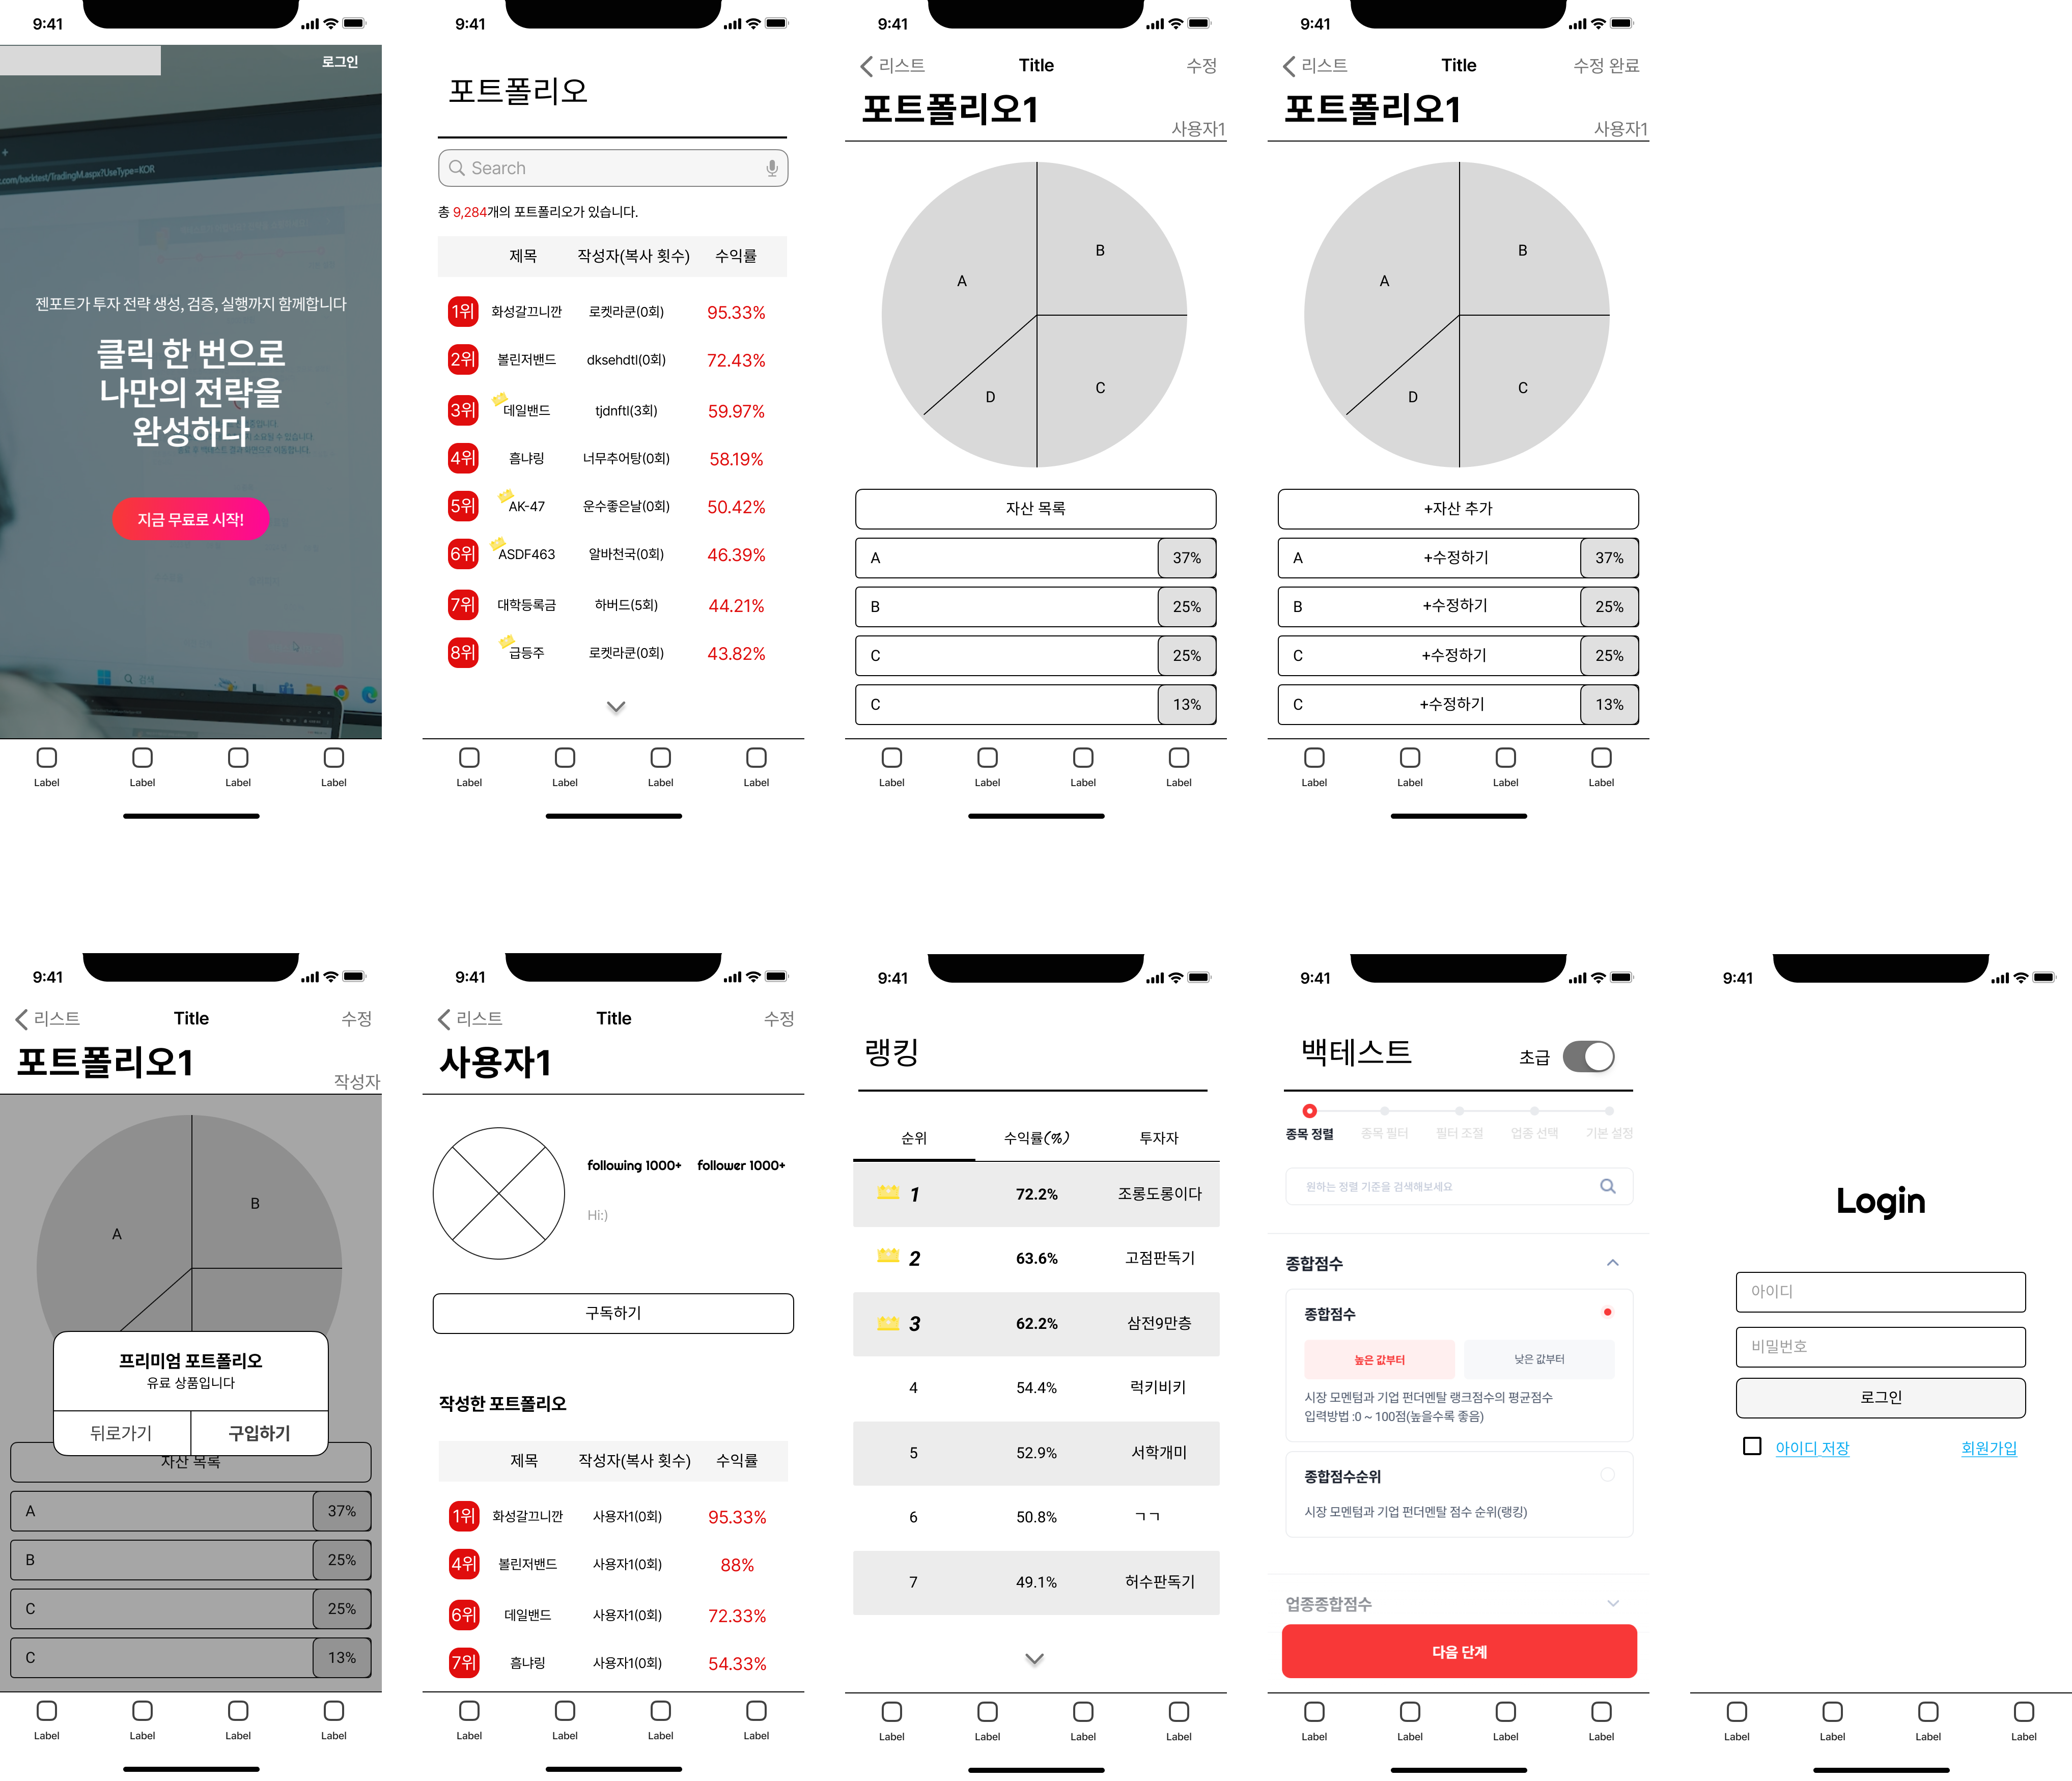 9:41
로그인
.com/backtest/TradingM.aspx?UseType=KOR
젠포트가 투자 전략 생성, 검증, 실행까지 함께합니다
클릭 한 번으로
나만의 전략을
완성하다
지금 무료로 시작!
검색
Label Label Label Label
9:41
포트폴리오
Search
총 9,284개의 포트폴리오가 있습니다.
제목 작성자(복사 횟수) 수익률
1위 화성갈끄니깐 로켓라쿤(0회) 95.33%
2위 볼린저밴드 dksehdtl(0회) 72.43%
3위 데일밴드 tjdnftl(3회) 59.97%
4위 흠냐링 너무추어탕(0회) 58.19%
5위 AK-47 운수좋은날(0회) 50.42%
6위 ASDF463 알바천국(0회) 46.39%
7위 대학등록금 하버드(5회) 44.21%
8위 급등주 로켓라쿤(0회) 43.82%
Label Label Label Label
9:41
리스트 Title 수정
포트폴리오1
사용자1
B
A
C
D
자산 목록
A 37%
B 25%
C 25%
C 13%
Label Label Label Label
9:41
리스트 Title 수정 완료
포트폴리오1
사용자1
B
A
C
D
+자산 추가
A +수정하기 37%
B +수정하기 25%
C +수정하기 25%
C +수정하기 13%
Label Label Label Label
9:41
리스트 Title 수정
포트폴리오1
작성자
B
A
프리미엄 포트폴리오
유료 상품입니다
뒤로가기 구입하기
자산 목록
A 37%
B 25%
C 25%
C 13%
Label Label Label Label
9:41
리스트 Title 수정
사용자1
following 1000+ follower 1000+
Hi:)
구독하기
작성한 포트폴리오
제목 작성자(복사 횟수) 수익률
1위 화성갈끄니깐 사용자1(0회) 95.33%
4위 볼린저밴드 사용자1(0회) 88%
6위 데일밴드 사용자1(0회) 72.33%
7위 흠냐링 사용자1(0회) 54.33%
Label Label Label Label
9:41
랭킹
순위 수익률(%) 투자자
1 72.2% 조롱도롱이다
2 63.6% 고점판독기
3 62.2% 삼전9만층
4 54.4% 럭키비키
5 52.9% 서학개미
6 50.8% ㄱㄱ
7 49.1% 허수판독기
Label Label Label Label
9:41
백테스트 초급
종목 정렬 종목 필터 필터 조절 업종 선택 기본 설정
원하는 정렬 기준을 검색해보세요
종합점수
종합점수
높은 값부터 낮은 값부터
시장 모멘텀과 기업 펀더멘탈 랭크점수의 평균점수
입력방법 :0 ~ 100점(높을수록 좋음)
종합점수순위
시장 모멘텀과 기업 펀더멘탈 점수 순위(랭킹)
업종종합점수
다음 단계
Label Label Label Label
9:41
Login
아이디
비밀번호
로그인
아이디 저장 회원가입
Label Label Label Label